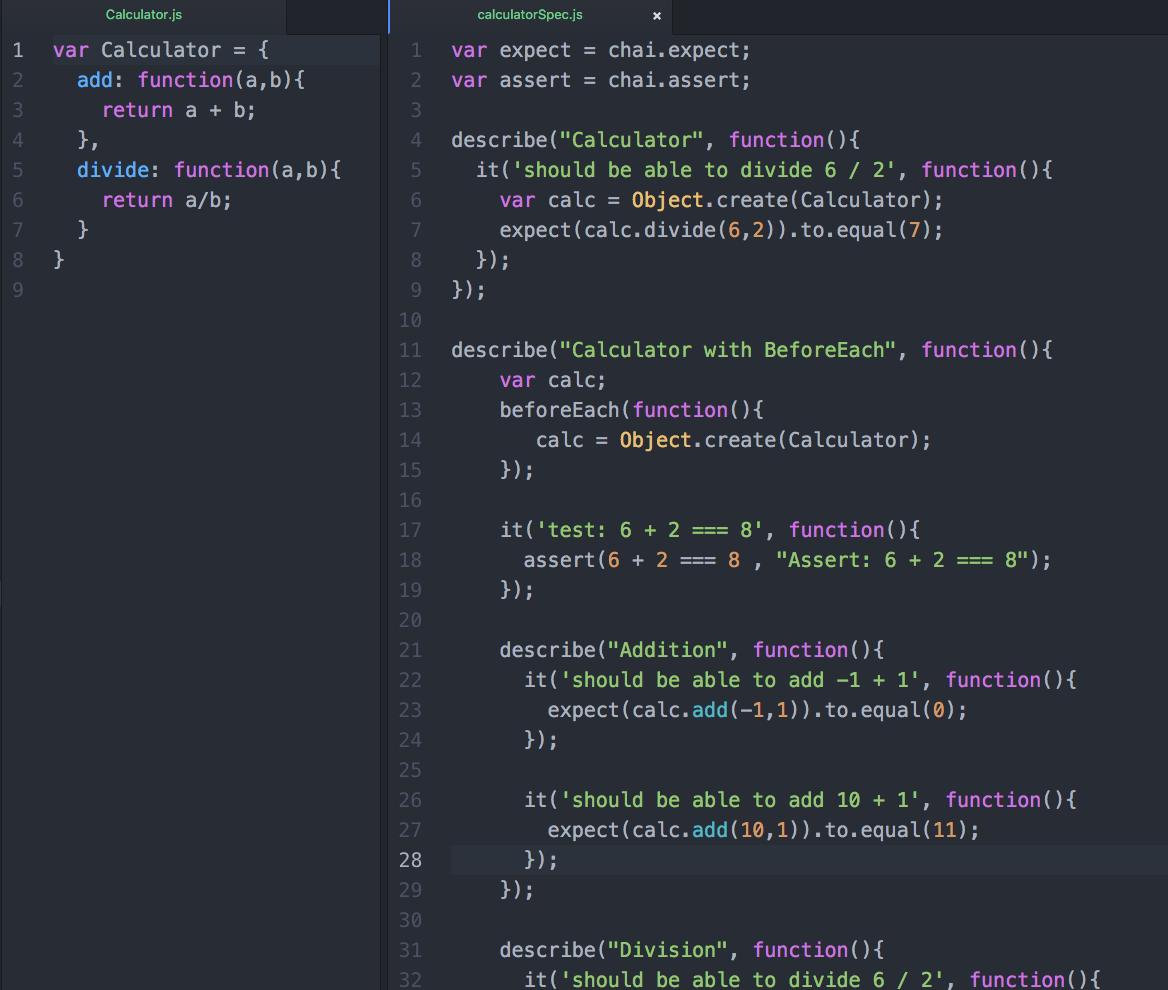 Calculator.js
1 var Calculator = {
2   add: function(a,b){
3     return a + b;
4   },
5   divide: function(a,b){
6     return a/b;
7   }
8 }
9
calculatorSpec.js ×
1 var expect = chai.expect;
2 var assert = chai.assert;
3
4 describe("Calculator", function(){
5   it('should be able to divide 6 / 2', function(){
6     var calc = Object.create(Calculator);
7     expect(calc.divide(6,2)).to.equal(7);
8   });
9 });
10
11 describe("Calculator with BeforeEach", function(){
12     var calc;
13     beforeEach(function(){
14        calc = Object.create(Calculator);
15     });
16
17     it('test: 6 + 2 === 8', function(){
18       assert(6 + 2 === 8 , "Assert: 6 + 2 === 8");
19     });
20
21     describe("Addition", function(){
22       it('should be able to add -1 + 1', function(){
23         expect(calc.add(-1,1)).to.equal(0);
24       });
25
26       it('should be able to add 10 + 1', function(){
27         expect(calc.add(10,1)).to.equal(11);
28       });
29     });
30
31     describe("Division", function(){
32       it('should be able to divide 6 / 2', function(){